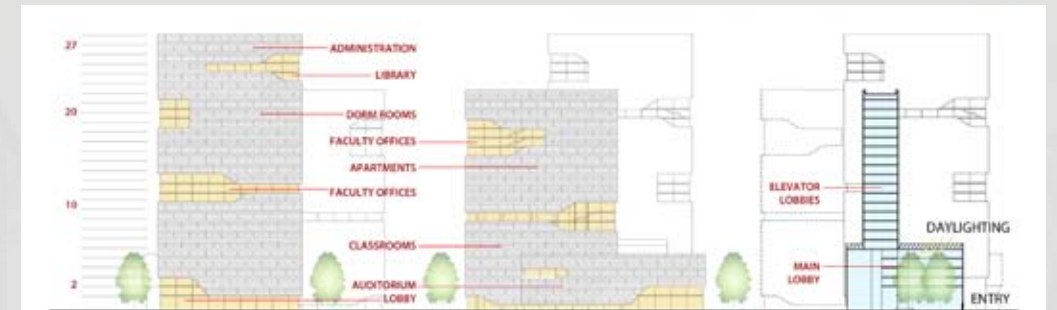 27
20
10
2
ADMINISTRATION
LIBRARY
DORM ROOMS
FACULTY OFFICES
APARTMENTS
FACULTY OFFICES
CLASSROOMS
AUDITORIUM
LOBBY
ELEVATOR
LOBBIES
DAYLIGHTING
MAIN
LOBBY
ENTRY